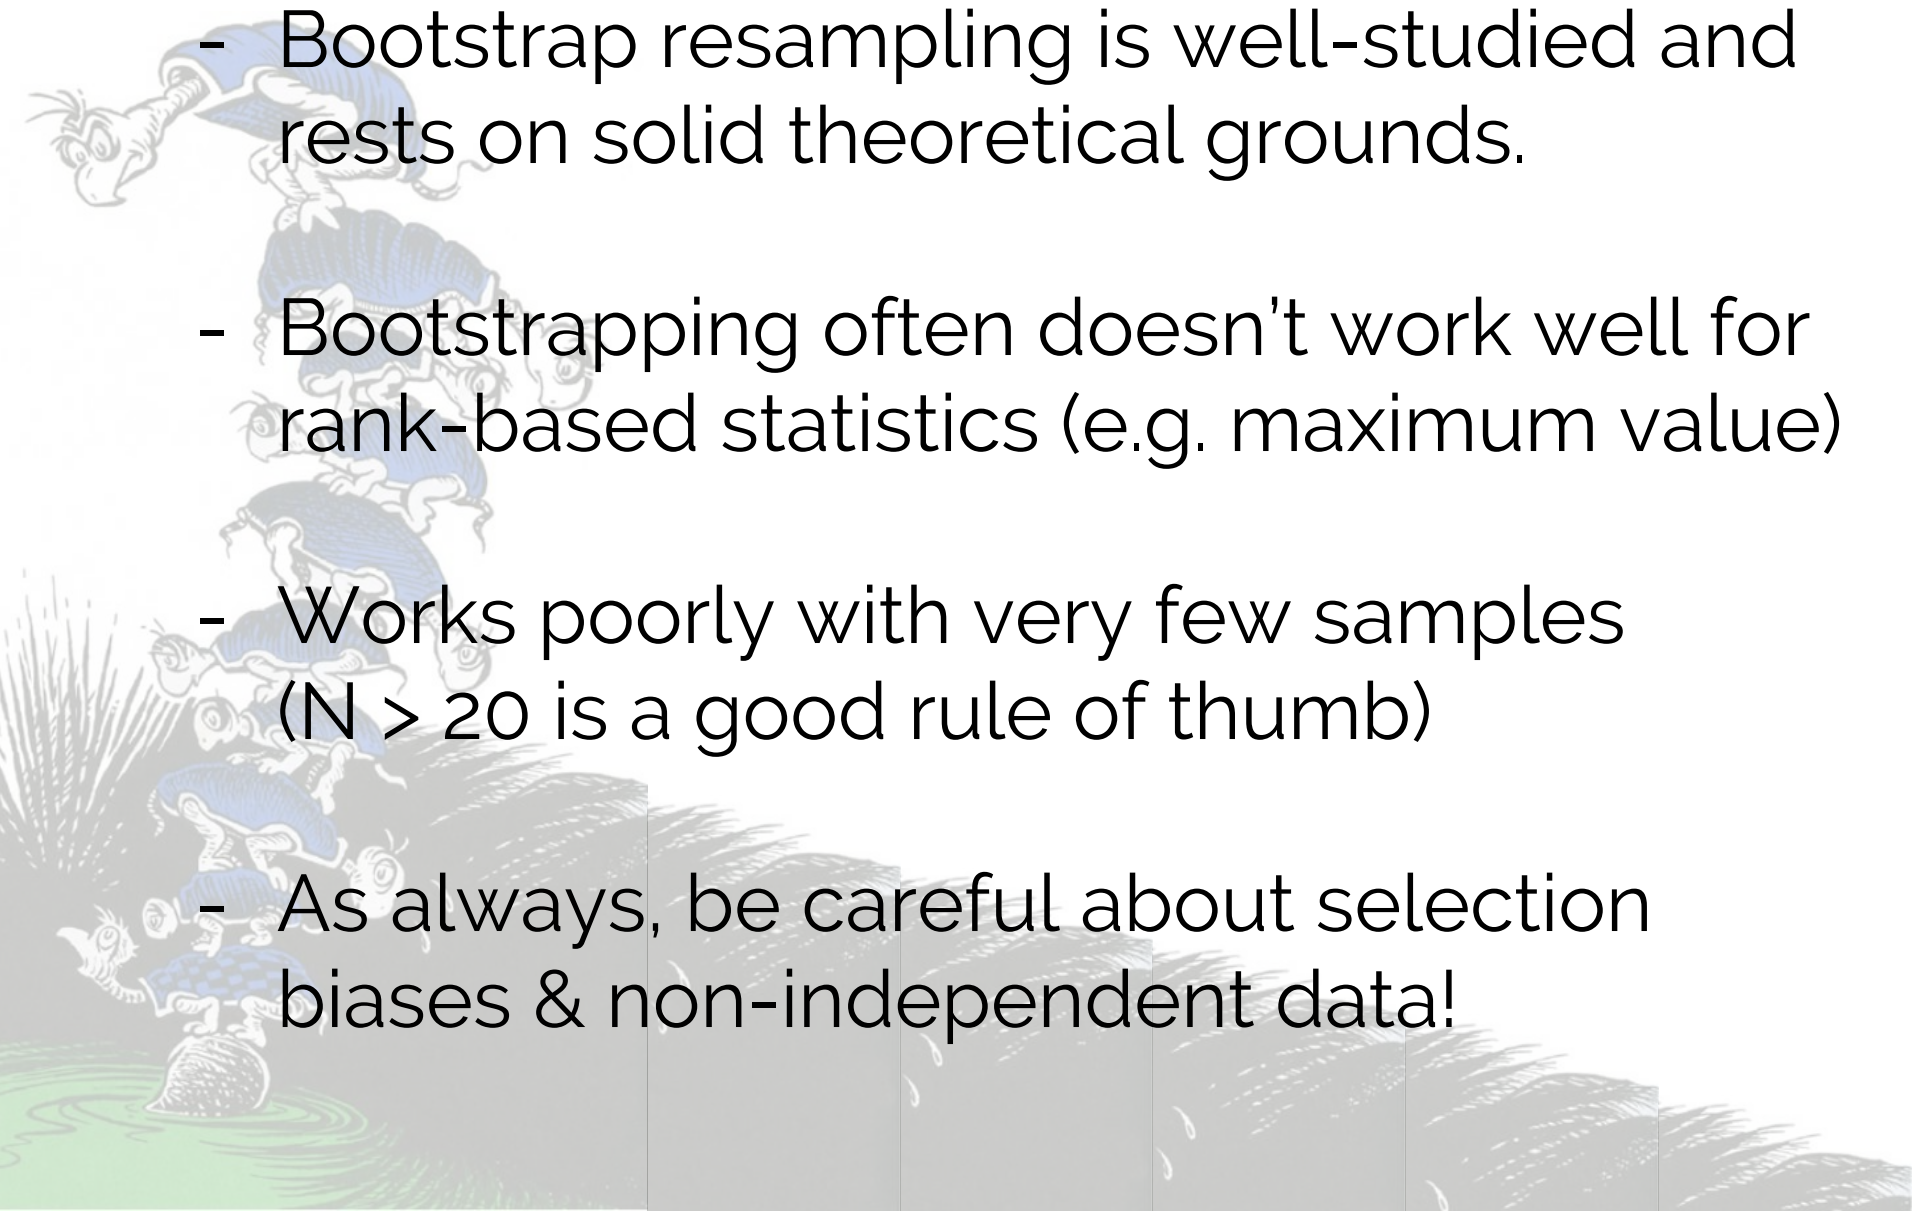 - Bootstrap resampling is well-studied and
rests on solid theoretical grounds.
- Bootstrapping often doesn’t work well for
rank-based statistics (e.g. maximum value)
- Works poorly with very few samples
(N > 20 is a good rule of thumb)
- As always, be careful about selection
biases & non-independent data!